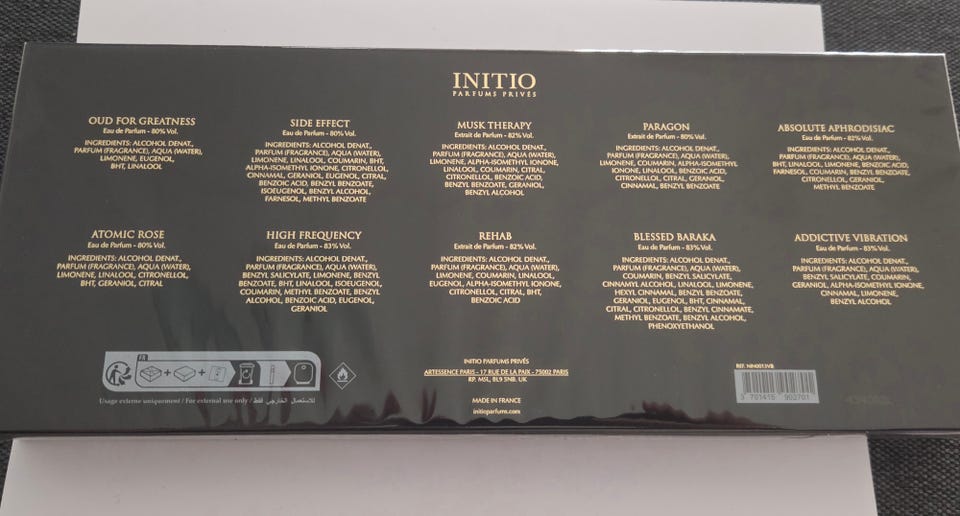 INITIO
PARFUMS PRIVÉS
OUD FOR GREATNESS
Eau de Parfum - 80% Vol.
INGREDIENTS: ALCOHOL DENAT.,
PARFUM (FRAGRANCE), AQUA (WATER),
LIMONENE, EUGENOL,
BHT, LINALOOL
SIDE EFFECT
Eau de Parfum - 80% Vol.
INGREDIENTS: ALCOHOL DENAT.,
PARFUM (FRAGRANCE), AQUA (WATER),
LIMONENE, LINALOOL, COUMARIN, BHT,
ALPHA-ISOMETHYL IONONE, CITRONELLOL,
CINNAMAL, GERANIOL, EUGENOL, CITRAL,
BENZOIC ACID, BENZYL BENZOATE,
ISOEUGENOL, BENZYL ALCOHOL,
FARNESOL, METHYL BENZOATE
MUSK THERAPY
Extrait de Parfum - 82% Vol.
INGREDIENTS: ALCOHOL DENAT.,
PARFUM (FRAGRANCE), AQUA (WATER),
LIMONENE, ALPHA-ISOMETHYL IONONE,
LINALOOL, COUMARIN, CITRAL,
CITRONELLOL, BENZOIC ACID,
BENZYL BENZOATE, GERANIOL,
BENZYL ALCOHOL
PARAGON
Extrait de Parfum - 80% Vol.
INGREDIENTS: ALCOHOL DENAT.,
PARFUM (FRAGRANCE), AQUA (WATER),
LIMONENE, COUMARIN, ALPHA-ISOMETHYL
IONONE, LINALOOL, BENZOIC ACID,
CITRONELLOL, CITRAL, GERANIOL,
CINNAMAL, BENZYL BENZOATE
ABSOLUTE APHRODISIAC
Eau de Parfum - 82% Vol.
INGREDIENTS: ALCOHOL DENAT.,
PARFUM (FRAGRANCE), AQUA (WATER),
BHT, LINALOOL, LIMONENE, BENZOIC ACID,
FARNESOL, COUMARIN, BENZYL BENZOATE,
CITRONELLOL, GERANIOL,
METHYL BENZOATE
ATOMIC ROSE
Eau de Parfum - 80% Vol.
INGREDIENTS: ALCOHOL DENAT.,
PARFUM (FRAGRANCE), AQUA (WATER),
LIMONENE, LINALOOL, CITRONELLOL,
BHT, GERANIOL, CITRAL
HIGH FREQUENCY
Eau de Parfum - 83% Vol.
INGREDIENTS: ALCOHOL DENAT.,
PARFUM (FRAGRANCE), AQUA (WATER),
BENZYL SALICYLATE, LIMONENE, BENZYL
BENZOATE, BHT, LINALOOL, ISOEUGENOL,
COUMARIN, METHYL BENZOATE, BENZYL
ALCOHOL, BENZOIC ACID, EUGENOL,
GERANIOL
REHAB
Extrait de Parfum - 82% Vol.
INGREDIENTS: ALCOHOL DENAT.,
PARFUM (FRAGRANCE), AQUA (WATER),
LIMONENE, COUMARIN, LINALOOL,
EUGENOL, ALPHA-ISOMETHYL IONONE,
CITRONELLOL, CITRAL, BHT,
BENZOIC ACID
BLESSED BARAKA
Eau de Parfum - 83% Vol.
INGREDIENTS: ALCOHOL DENAT.,
PARFUM (FRAGRANCE), AQUA (WATER),
COUMARIN, BENZYL SALICYLATE,
CINNAMYL ALCOHOL, LINALOOL, LIMONENE,
HEXYL CINNAMAL, BENZYL BENZOATE,
GERANIOL, EUGENOL, BHT, CINNAMAL,
CITRAL, CITRONELLOL, BENZYL CINNAMATE,
METHYL BENZOATE, BENZYL ALCOHOL,
PHENOXYETHANOL
ADDICTIVE VIBRATION
Eau de Parfum - 83% Vol.
INGREDIENTS: ALCOHOL DENAT.,
PARFUM (FRAGRANCE), AQUA (WATER),
BENZYL SALICYLATE, COUMARIN,
GERANIOL, ALPHA-ISOMETHYL IONONE,
CINNAMAL, LIMONENE,
BENZYL ALCOHOL
FR
Usage externe uniquement / For external use only / للاستعمال الخارجي فقط
INITIO PARFUMS PRIVÉS
ARTESSENCE PARIS - 17 RUE DE LA PAIX - 75002 PARIS
RP. MSL, BL9 5NB. UK
MADE IN FRANCE
initioparfums.com
REF. NIN0013VB
3 701415 902701